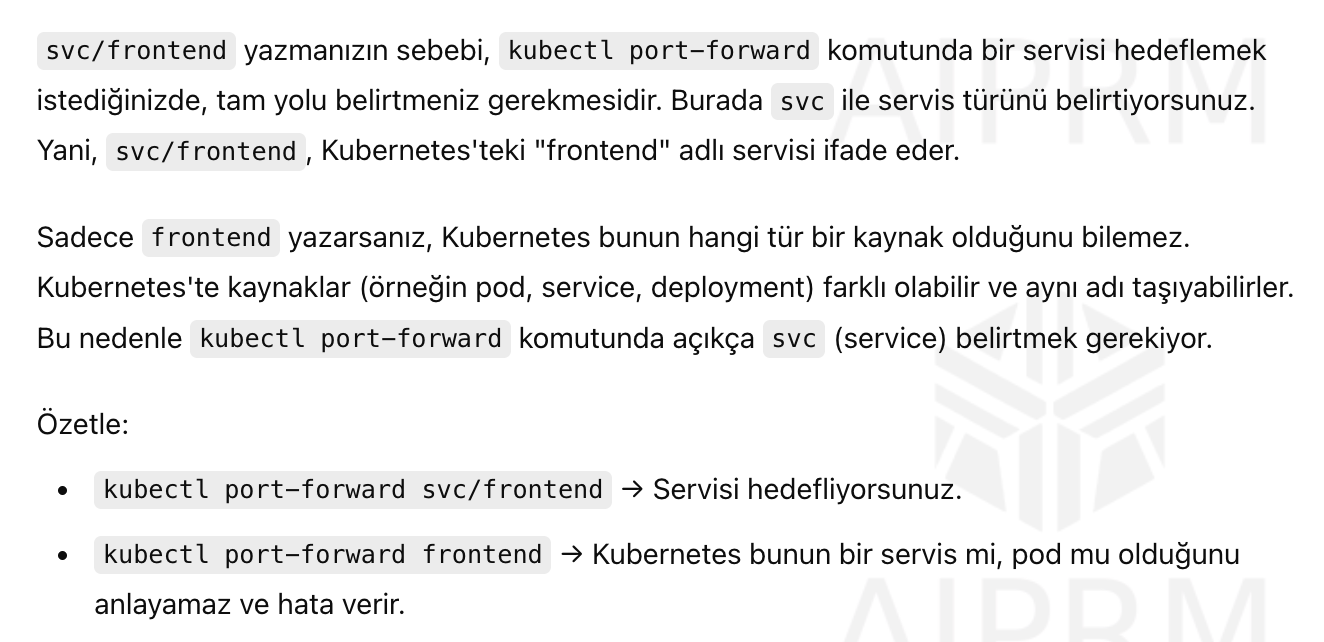 svc/frontend yazmanızın sebebi, kubectl port-forward komutunda bir servisi hedeflemek
istediğinizde, tam yolu belirtmeniz gerekmesidir. Burada svc ile servis türünü belirtiyorsunuz.
Yani, svc/frontend, Kubernetes'teki "frontend" adlı servisi ifade eder.
Sadece frontend yazarsanız, Kubernetes bunun hangi tür bir kaynak olduğunu bilemez.
Kubernetes'te kaynaklar (örneğin pod, service, deployment) farklı olabilir ve aynı adı taşıyabilirler.
Bu nedenle kubectl port-forward komutunda açıkça svc (service) belirtmek gerekiyor.
Özetle:
• kubectl port-forward svc/frontend → Servisi hedefliyorsunuz.
• kubectl port-forward frontend → Kubernetes bunun bir servis mi, pod mu olduğunu
anlayamaz ve hata verir.
AIPRM
AIPRM